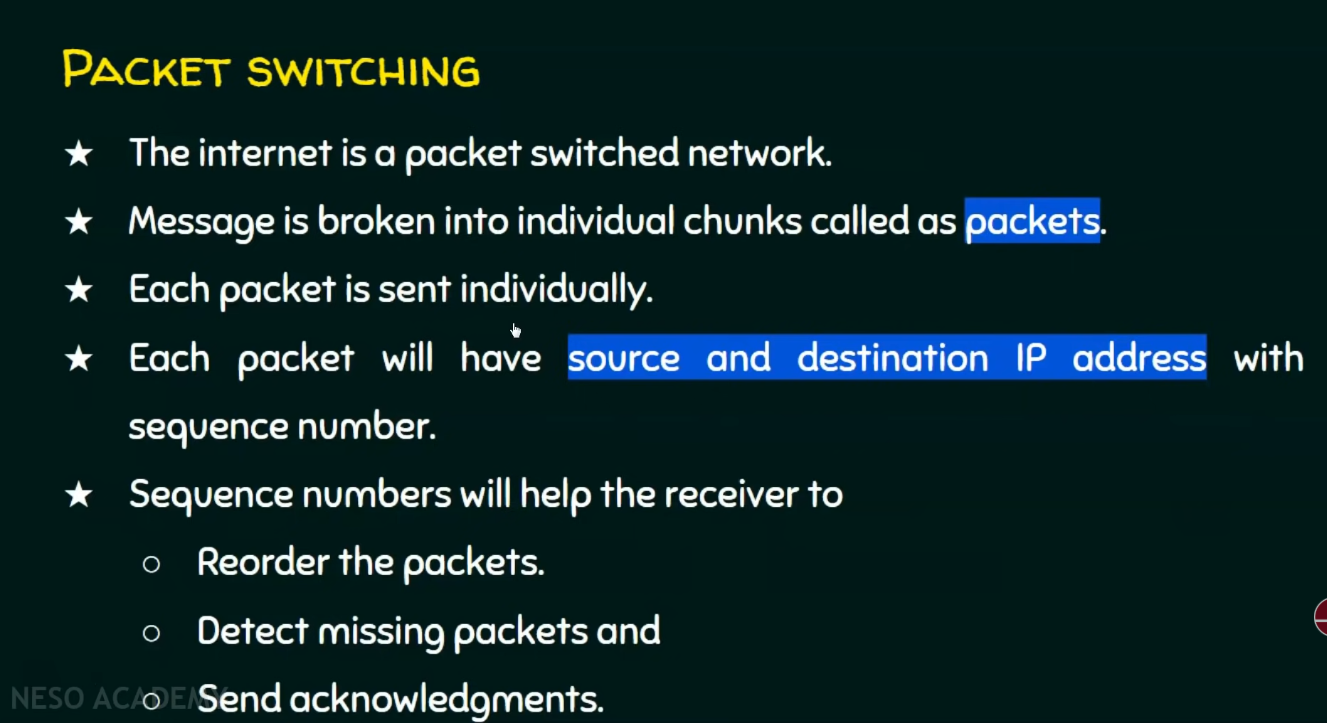 PACKET SWITCHING
★ The internet is a packet switched network.
★ Message is broken into individual chunks called as packets.
★ Each packet is sent individually.
★ Each packet will have source and destination IP address with
sequence number.
★ Sequence numbers will help the receiver to
○ Reorder the packets.
○ Detect missing packets and
○ Send acknowledgments.
NESO ACADEMY